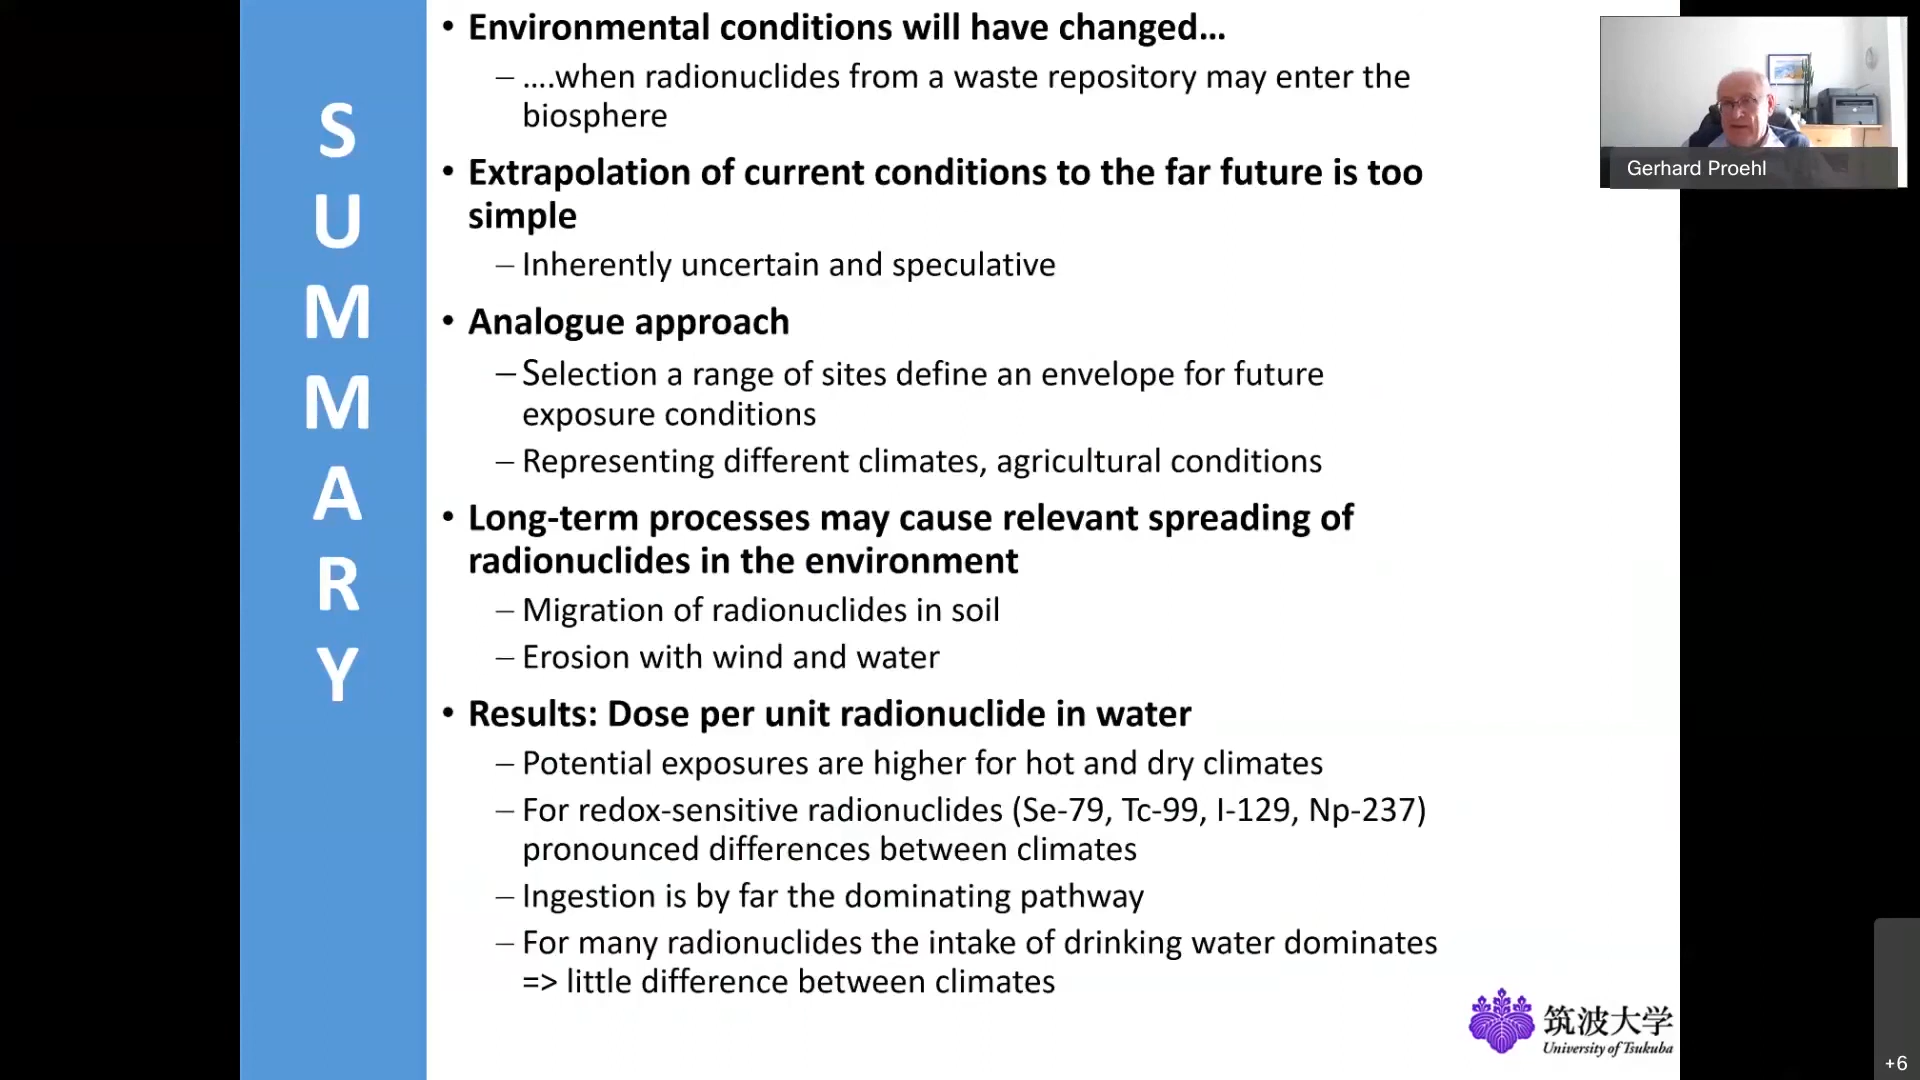 S
U
M
M
A
R
Y
• Environmental conditions will have changed...
– ....when radionuclides from a waste repository may enter the
biosphere
• Extrapolation of current conditions to the far future is too
simple
– Inherently uncertain and speculative
• Analogue approach
– Selection a range of sites define an envelope for future
exposure conditions
– Representing different climates, agricultural conditions
• Long-term processes may cause relevant spreading of
radionuclides in the environment
– Migration of radionuclides in soil
– Erosion with wind and water
• Results: Dose per unit radionuclide in water
– Potential exposures are higher for hot and dry climates
– For redox-sensitive radionuclides (Se-79, Tc-99, I-129, Np-237)
pronounced differences between climates
– Ingestion is by far the dominating pathway
– For many radionuclides the intake of drinking water dominates
=> little difference between climates
Gerhard Proehl
筑波大学
University of Tsukuba
+6